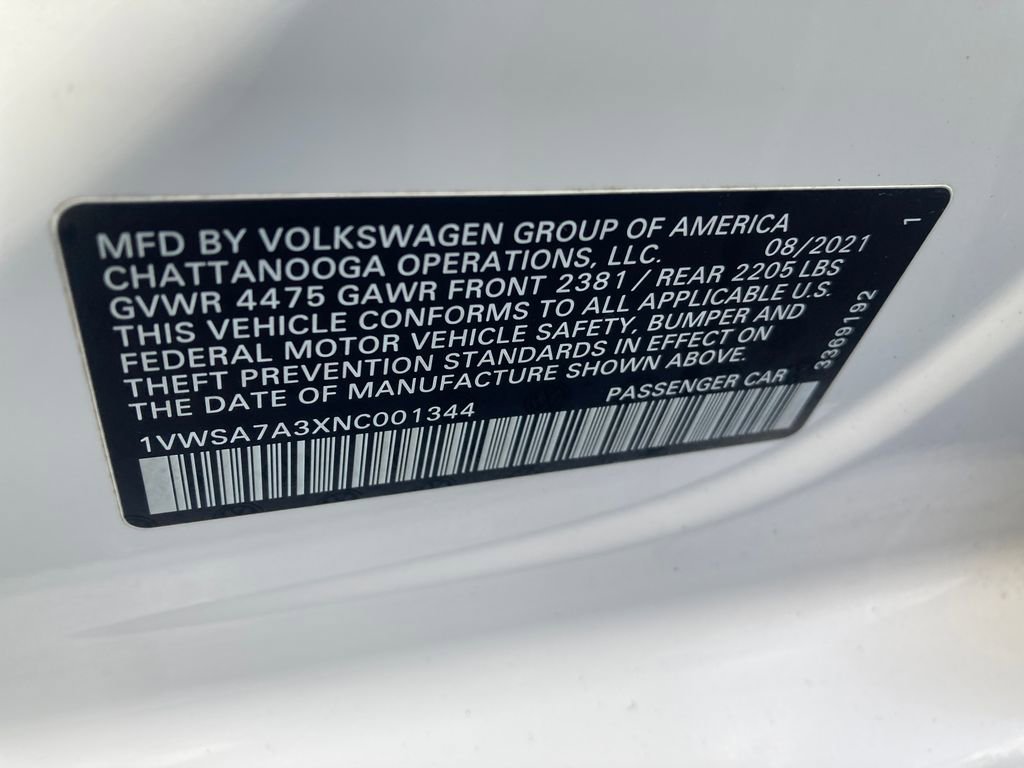 MFD BY VOLKSWAGEN GROUP OF AMERICA
CHATTANOOGA OPERATIONS, LLC. 08/2021
GVWR 4475 GAWR FRONT 2381 / REAR 2205 LBS
THIS VEHICLE CONFORMS TO ALL APPLICABLE U.S.
FEDERAL MOTOR VEHICLE SAFETY, BUMPER AND
THEFT PREVENTION STANDARDS IN EFFECT ON
THE DATE OF MANUFACTURE SHOWN ABOVE.
1VWSA7A3XNC001344 PASSENGER CAR
3369192
1